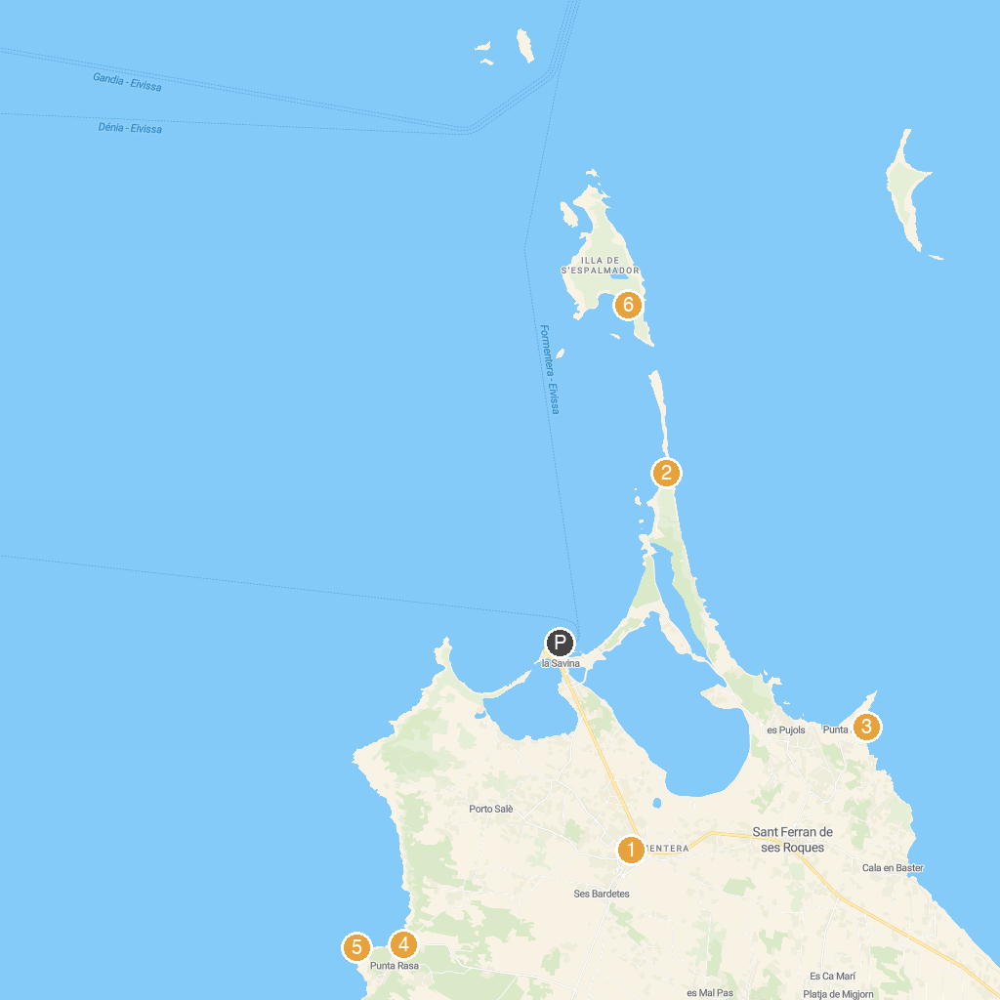 Gandia - Eivissa
Dénia - Eivissa
ILLA DE
S'ESPALMADOR
6
Formentera - Eivissa
2
P
la Savina
es Pujols
Punta
3
Porto Salè
Sant Ferran de
ses Roques
1
MENTERA
Cala en Baster
Ses Bardetes
5
4
Punta Rasa
Es Ca Marí
es Mal Pas
Platja de Migjorn